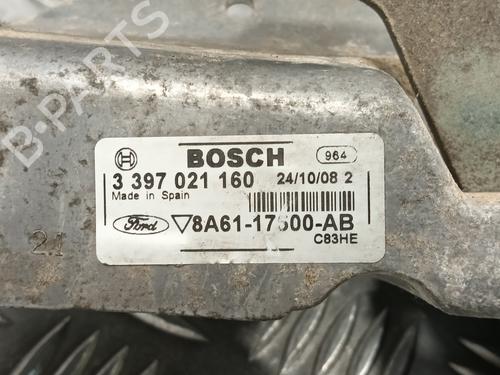 BOSCH
964
3 397 021 160 24/10/08 2
Made in Spain
Ford 8A61-17500-AB
C83HE
21
B-PARTS